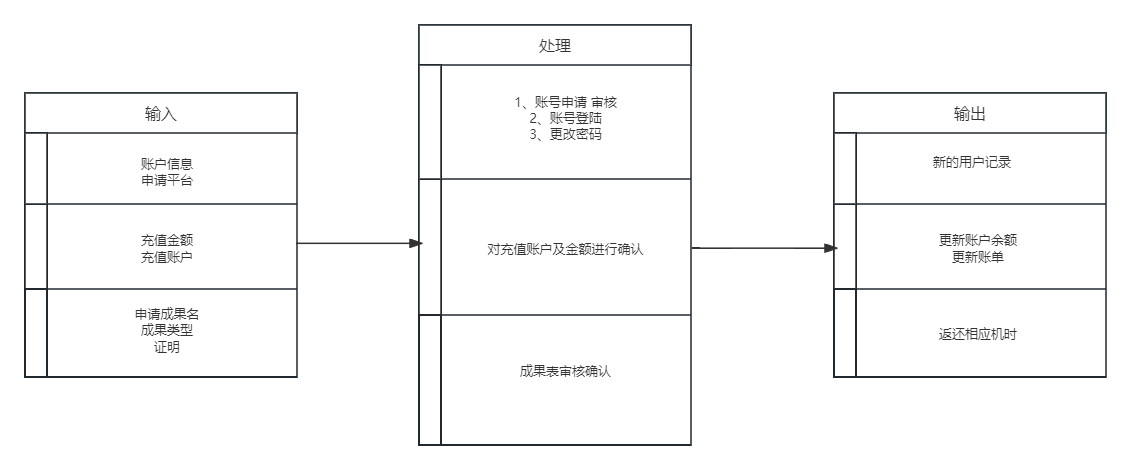 输入
账户信息
申请平台
充值金额
充值账户
申请成果名
成果类型
证明
处理
1、账号申请 审核
2、账号登陆
3、更改密码
对充值账户及金额进行确认
成果表审核确认
输出
新的用户记录
更新账户余额
更新账单
返还相应机时